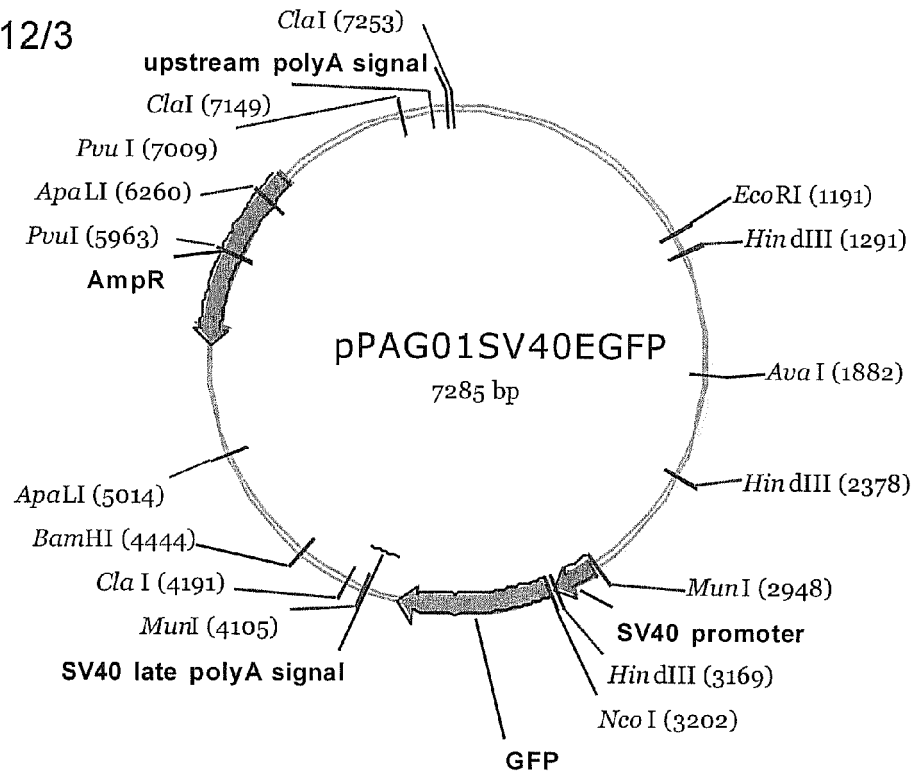 12/3
ClaI (7253)
upstream polyA signal
ClaI (7149)
Pvu I (7009)
ApaLI (6260)
PvuI (5963)
AmpR
EcoRI (1191)
HindIII (1291)
pPAG01SV40EGFP
7285 bp
Ava I (1882)
HindIII (2378)
ApaLI (5014)
BamHI (4444)
Cla I (4191)
MunI (4105)
SV40 late polyA signal
MunI (2948)
SV40 promoter
HindIII (3169)
Nco I (3202)
GFP